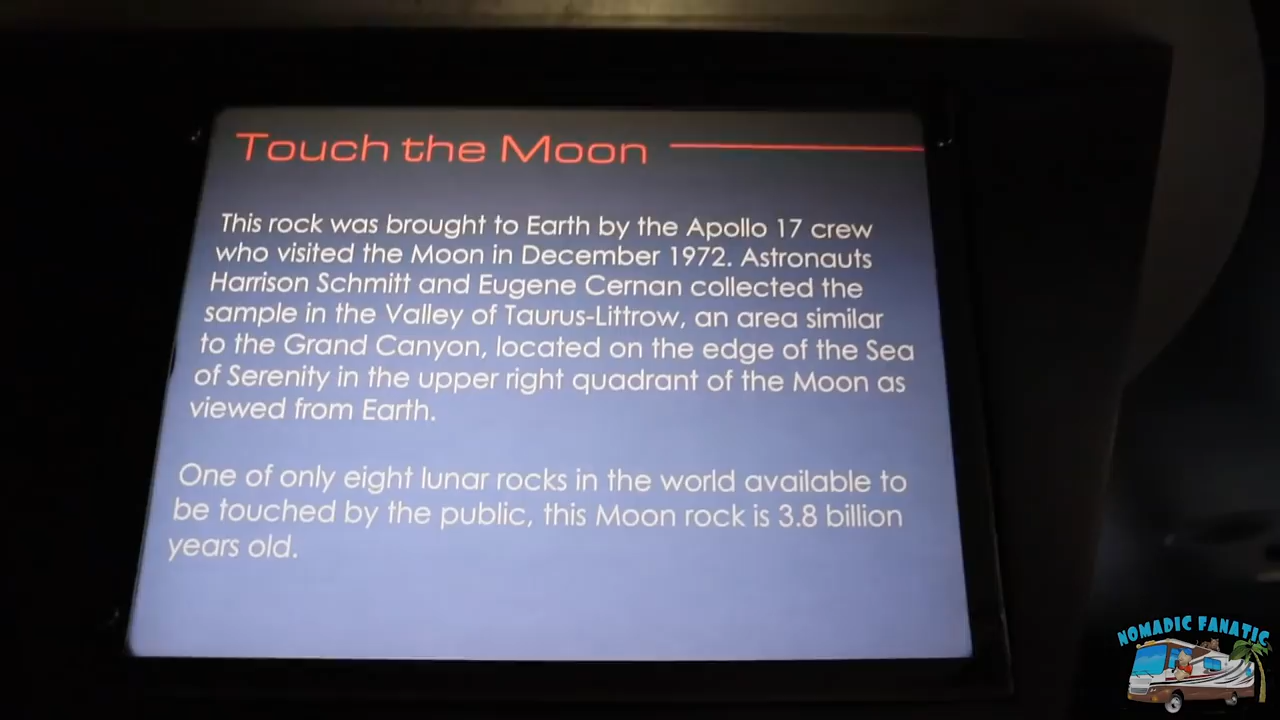 Touch the Moon
This rock was brought to Earth by the Apollo 17 crew
who visited the Moon in December 1972. Astronauts
Harrison Schmitt and Eugene Cernan collected the
sample in the Valley of Taurus-Littrow, an area similar
to the Grand Canyon, located on the edge of the Sea
of Serenity in the upper right quadrant of the Moon as
viewed from Earth.
One of only eight lunar rocks in the world available to
be touched by the public, this Moon rock is 3.8 billion
years old.
NOMADIC FANATIC